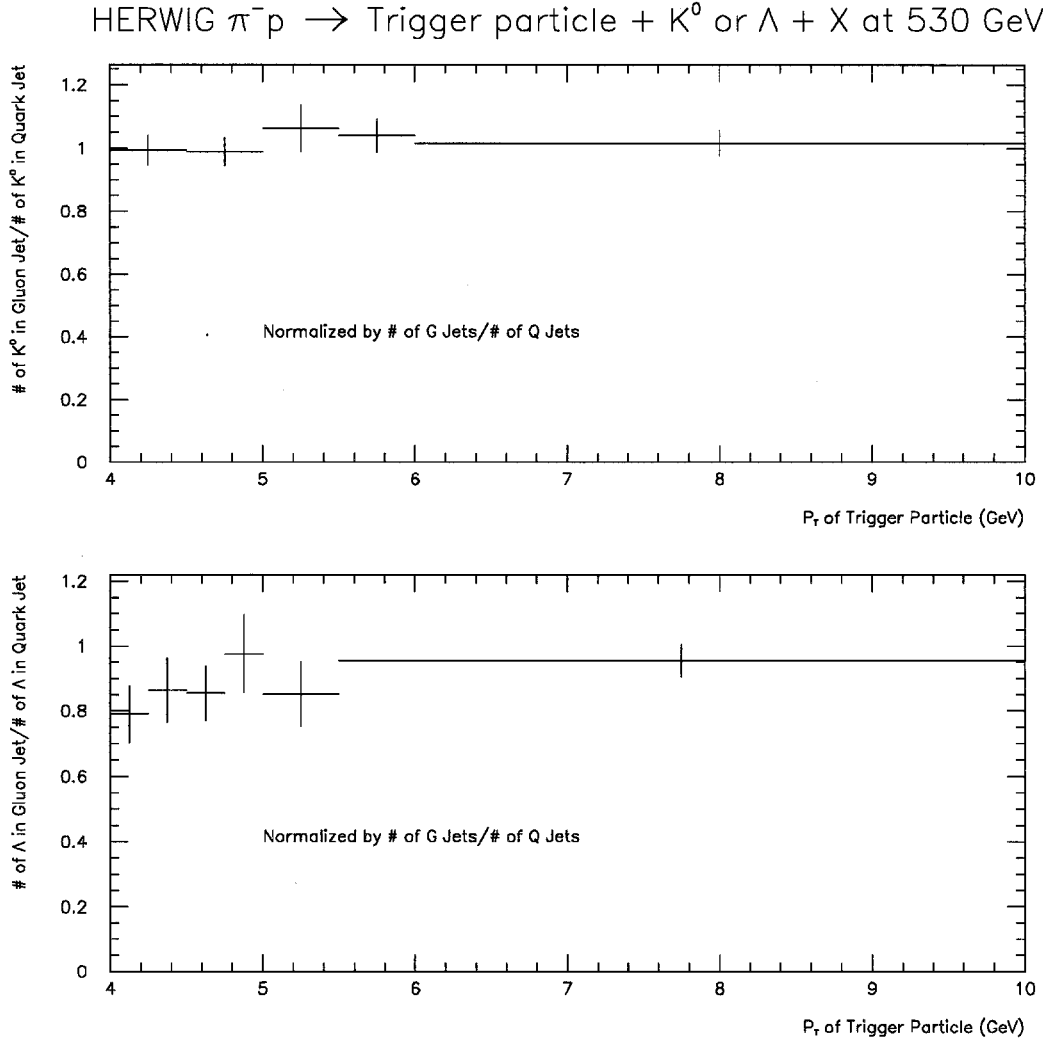 HERWIG π⁻p → Trigger particle + K⁰ or Λ + X at 530 GeV
# of K⁰ in Gluon Jet/# of K⁰ in Quark Jet
1.2
1
0.8
0.6
0.4
0.2
0
Normalized by # of G Jets/# of Q Jets
4 5 6 7 8 9 10
P_T of Trigger Particle (GeV)
# of Λ in Gluon Jet/# of Λ in Quark Jet
1.2
1
0.8
0.6
0.4
0.2
0
Normalized by # of G Jets/# of Q Jets
4 5 6 7 8 9 10
P_T of Trigger Particle (GeV)